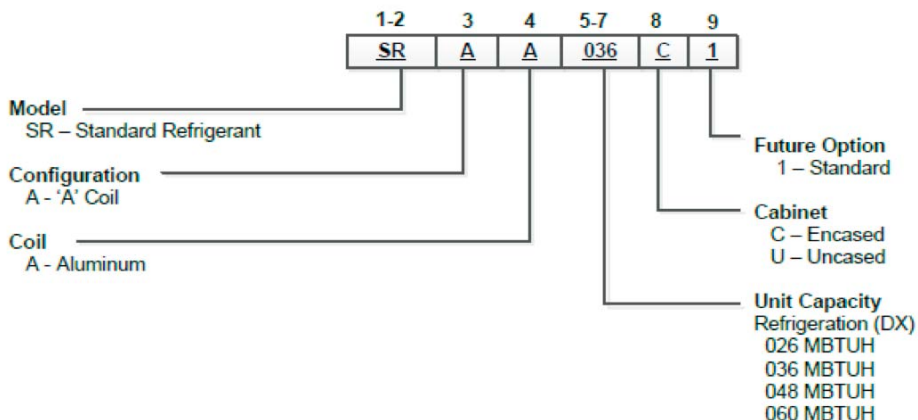 1-2 3 4 5-7 8 9
SR A A 036 C 1
Model
SR – Standard Refrigerant
Configuration
A - 'A' Coil
Coil
A - Aluminum
Future Option
1 – Standard
Cabinet
C – Encased
U – Uncased
Unit Capacity
Refrigeration (DX)
026 MBTUH
036 MBTUH
048 MBTUH
060 MBTUH